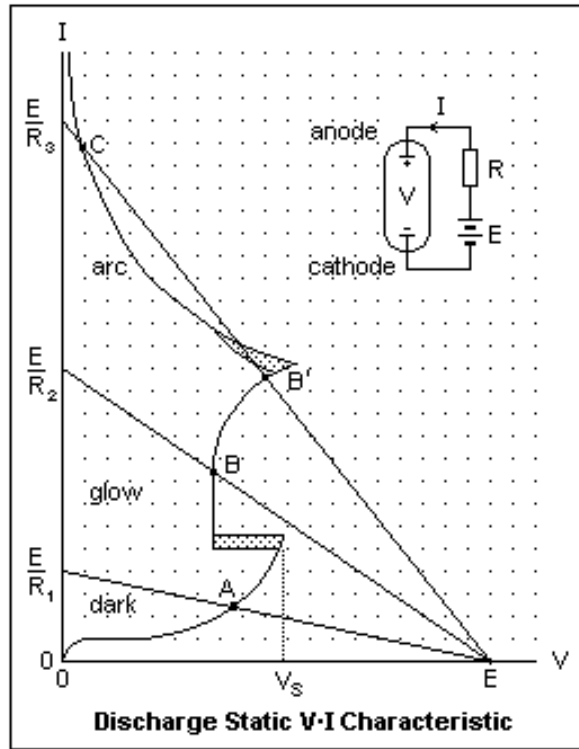 I
E
R₃
C
I
anode
+
R
V
E
−
cathode
arc
B'
E
R₂
B
glow
E
R₁
A
dark
0
0
Vₛ
E
V
Discharge Static V·I Characteristic